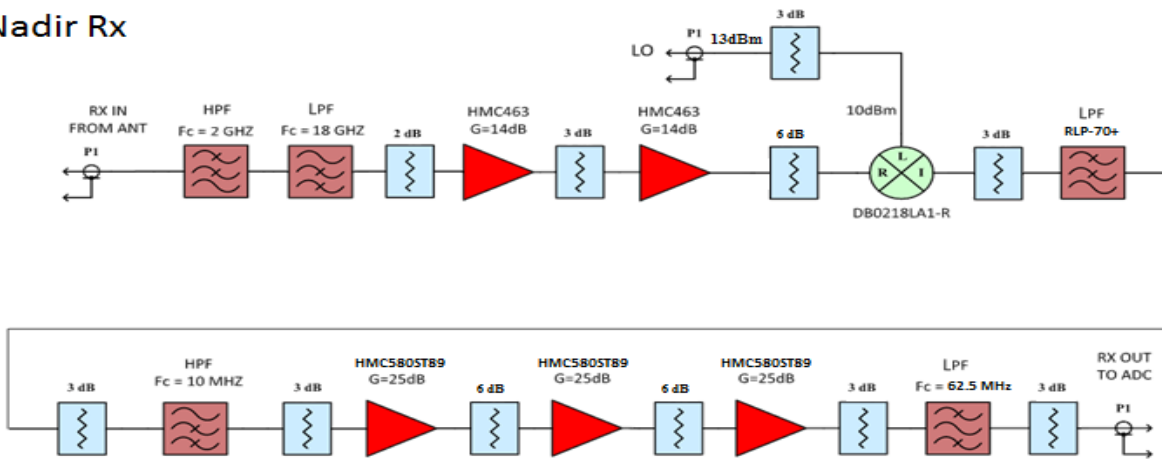 Nadir Rx
3 dB
LO
P1
13dBm
RX IN
FROM ANT
P1
HPF
Fc = 2 GHZ
LPF
Fc = 18 GHZ
2 dB
HMC463
G=14dB
3 dB
HMC463
G=14dB
6 dB
10dBm
L
R
I
DB0218LA1-R
3 dB
LPF
RLP-70+
3 dB
HPF
Fc = 10 MHZ
3 dB
HMC580ST89
G=25dB
6 dB
HMC580ST89
G=25dB
6 dB
HMC580ST89
G=25dB
3 dB
LPF
Fc = 62.5 MHz
3 dB
RX OUT
TO ADC
P1